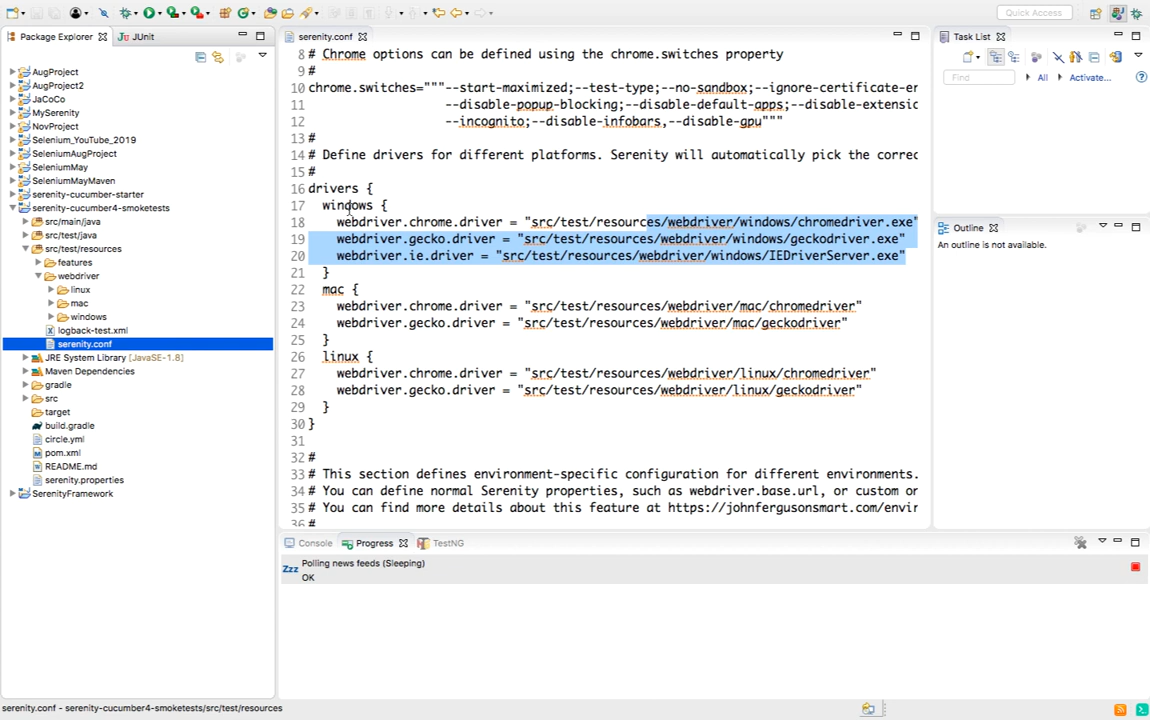 Quick Access
Package Explorer
JUnit
serenity.conf
Task List
AugProject
AugProject2
JaCoCo
MySerenity
NovProject
Selenium_YouTube_2019
SeleniumAugProject
SeleniumMay
SeleniumMayMaven
serenity-cucumber-starter
serenity-cucumber4-smoketests
src/main/java
src/test/java
src/test/resources
features
webdriver
linux
mac
windows
logback-test.xml
serenity.conf
JRE System Library [JavaSE-1.8]
Maven Dependencies
gradle
src
target
build.gradle
circle.yml
pom.xml
README.md
serenity.properties
SerenityFramework
8 # Chrome options can be defined using the chrome.switches property
9 #
10 chrome.switches="""--start-maximized;--test-type;--no-sandbox;--ignore-certificate-er
11 --disable-popup-blocking;--disable-default-apps;--disable-extensic
12 --incognito;--disable-infobars,--disable-gpu"""
13 #
14 # Define drivers for different platforms. Serenity will automatically pick the correc
15 #
16 drivers {
17 windows {
18 webdriver.chrome.driver = "src/test/resources/webdriver/windows/chromedriver.exe"
19 webdriver.gecko.driver = "src/test/resources/webdriver/windows/geckodriver.exe"
20 webdriver.ie.driver = "src/test/resources/webdriver/windows/IEDriverServer.exe"
21 }
22 mac {
23 webdriver.chrome.driver = "src/test/resources/webdriver/mac/chromedriver"
24 webdriver.gecko.driver = "src/test/resources/webdriver/mac/geckodriver"
25 }
26 linux {
27 webdriver.chrome.driver = "src/test/resources/webdriver/linux/chromedriver"
28 webdriver.gecko.driver = "src/test/resources/webdriver/linux/geckodriver"
29 }
30 }
31
32 #
33 # This section defines environment-specific configuration for different environments.
34 # You can define normal Serenity properties, such as webdriver.base.url, or custom or
35 # You can find more details about this feature at https://johnfergusonsmart.com/envir
36 #
Find
All
Activate...
Outline
An outline is not available.
Console
Progress
TestNG
Zzz
Polling news feeds (Sleeping)
OK
serenity.conf - serenity-cucumber4-smoketests/src/test/resources